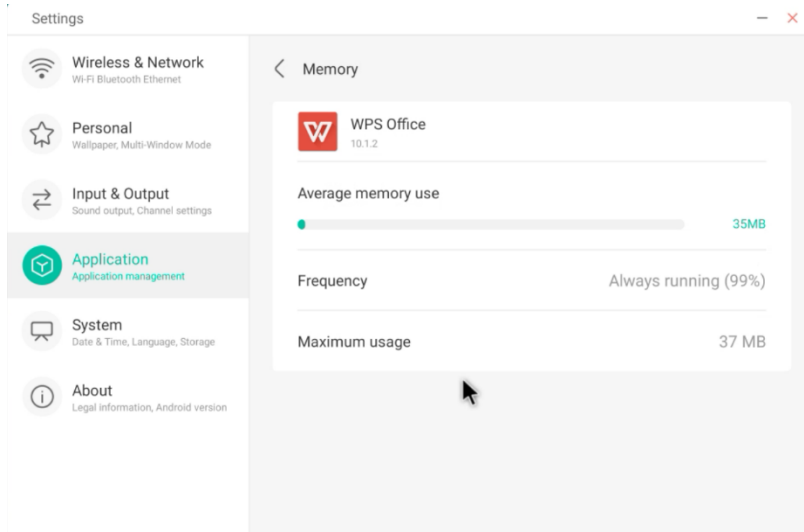 Settings
Wireless & Network
Wi-Fi Bluetooth Ethernet
Personal
Wallpaper, Multi-Window Mode
Input & Output
Sound output, Channel settings
Application
Application management
System
Date & Time, Language, Storage
About
Legal information, Android version
Memory
WPS Office
10.1.2
Average memory use
35MB
Frequency
Always running (99%)
Maximum usage
37 MB